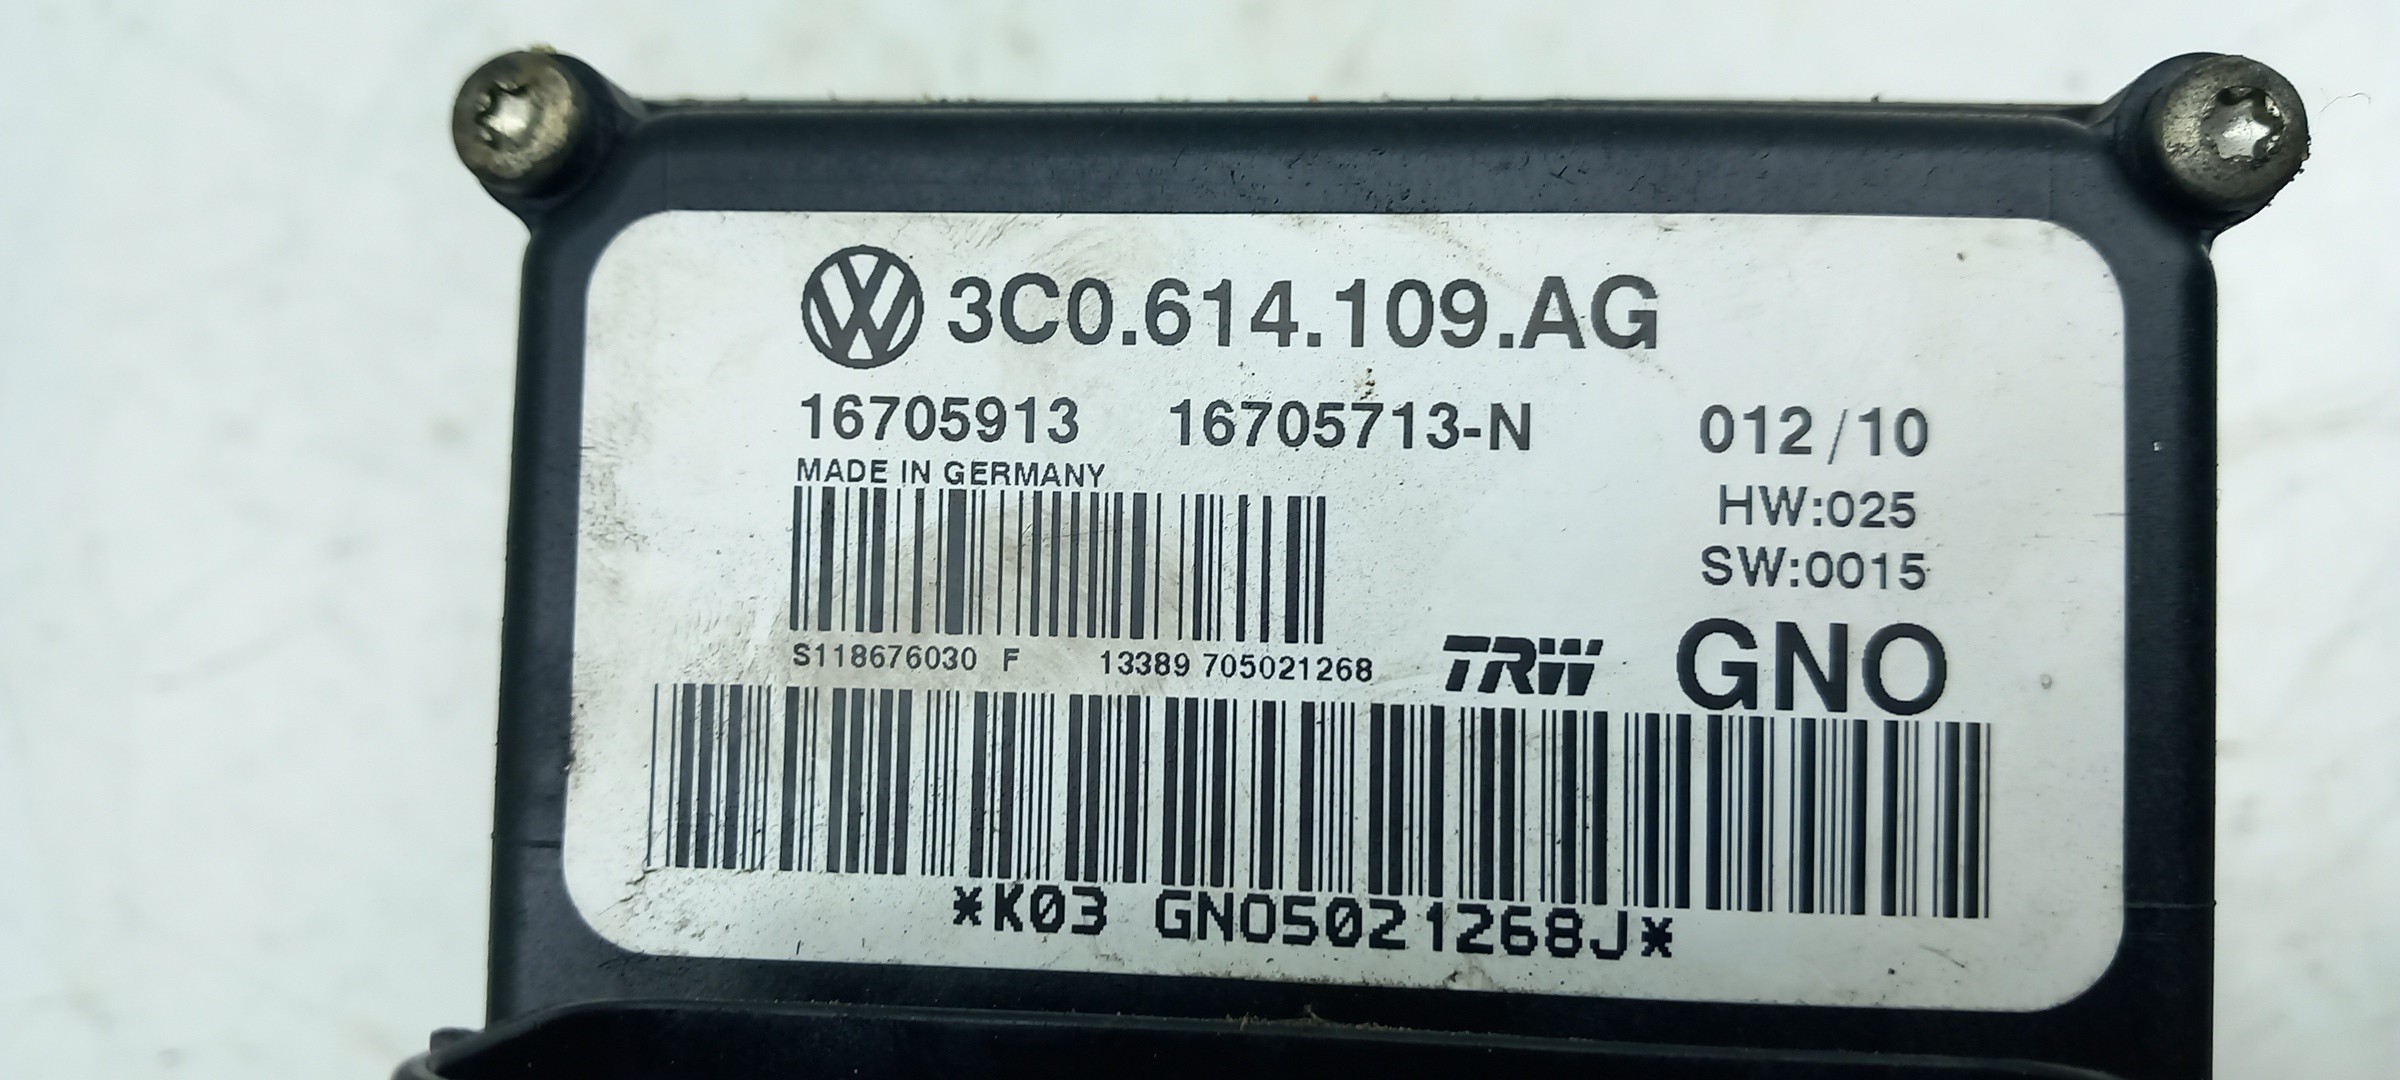 3C0.614.109.AG
16705913 16705713-N 012/10
MADE IN GERMANY
HW:025
SW:0015
S118676030 F 13389 705021268
TRW GNO
*K03 GNO5021268J*